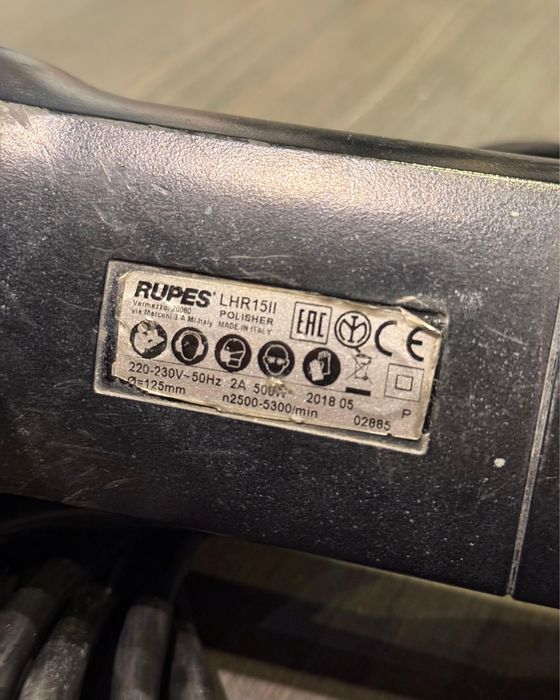 RUPES LHR15II
Vermezzo 20080 POLISHER
via Marconi 3 A MI Italy MADE IN ITALY
EAC
CE
220-230V~50Hz 2A 500W 2018 05
Ø=125mm n2500-5300/min 02885 P